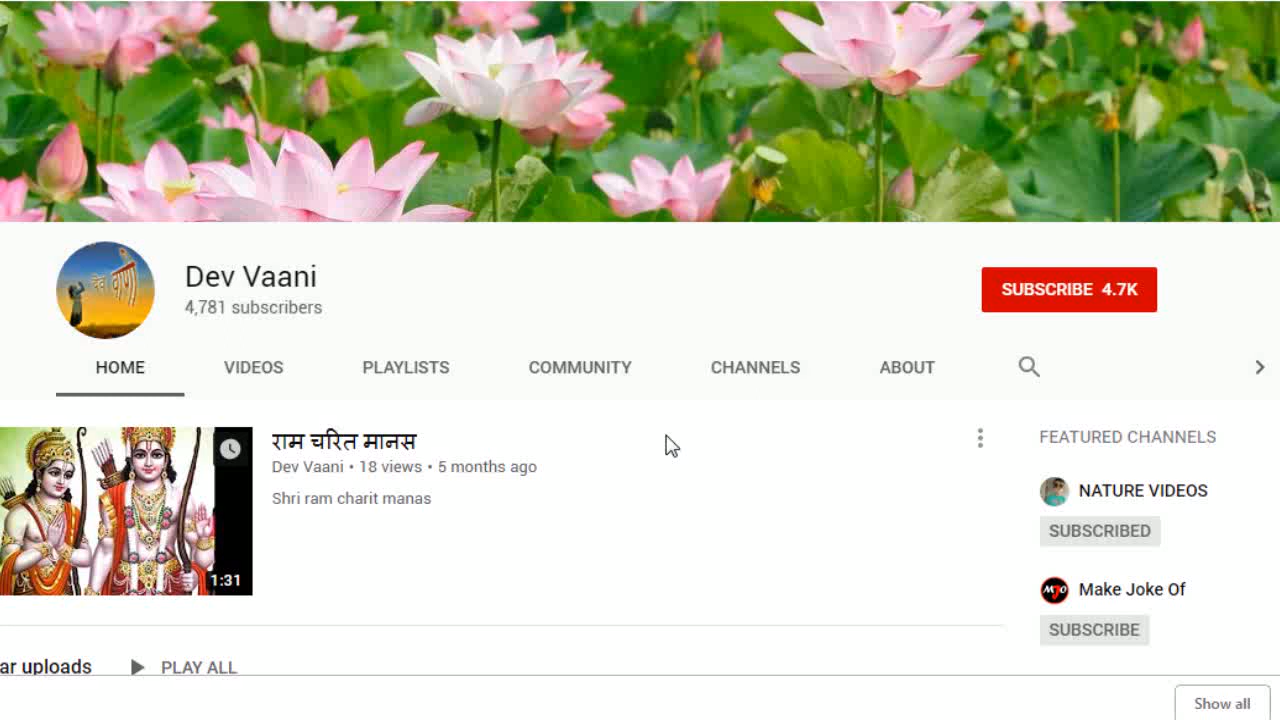 देव वाणी
Dev Vaani
4,781 subscribers
SUBSCRIBE 4.7K
HOME VIDEOS PLAYLISTS COMMUNITY CHANNELS ABOUT
राम चरित मानस
Dev Vaani • 18 views • 5 months ago
Shri ram charit manas
1:31
FEATURED CHANNELS
NATURE VIDEOS
SUBSCRIBED
MJO
Make Joke Of
SUBSCRIBE
ar uploads PLAY ALL
Show all